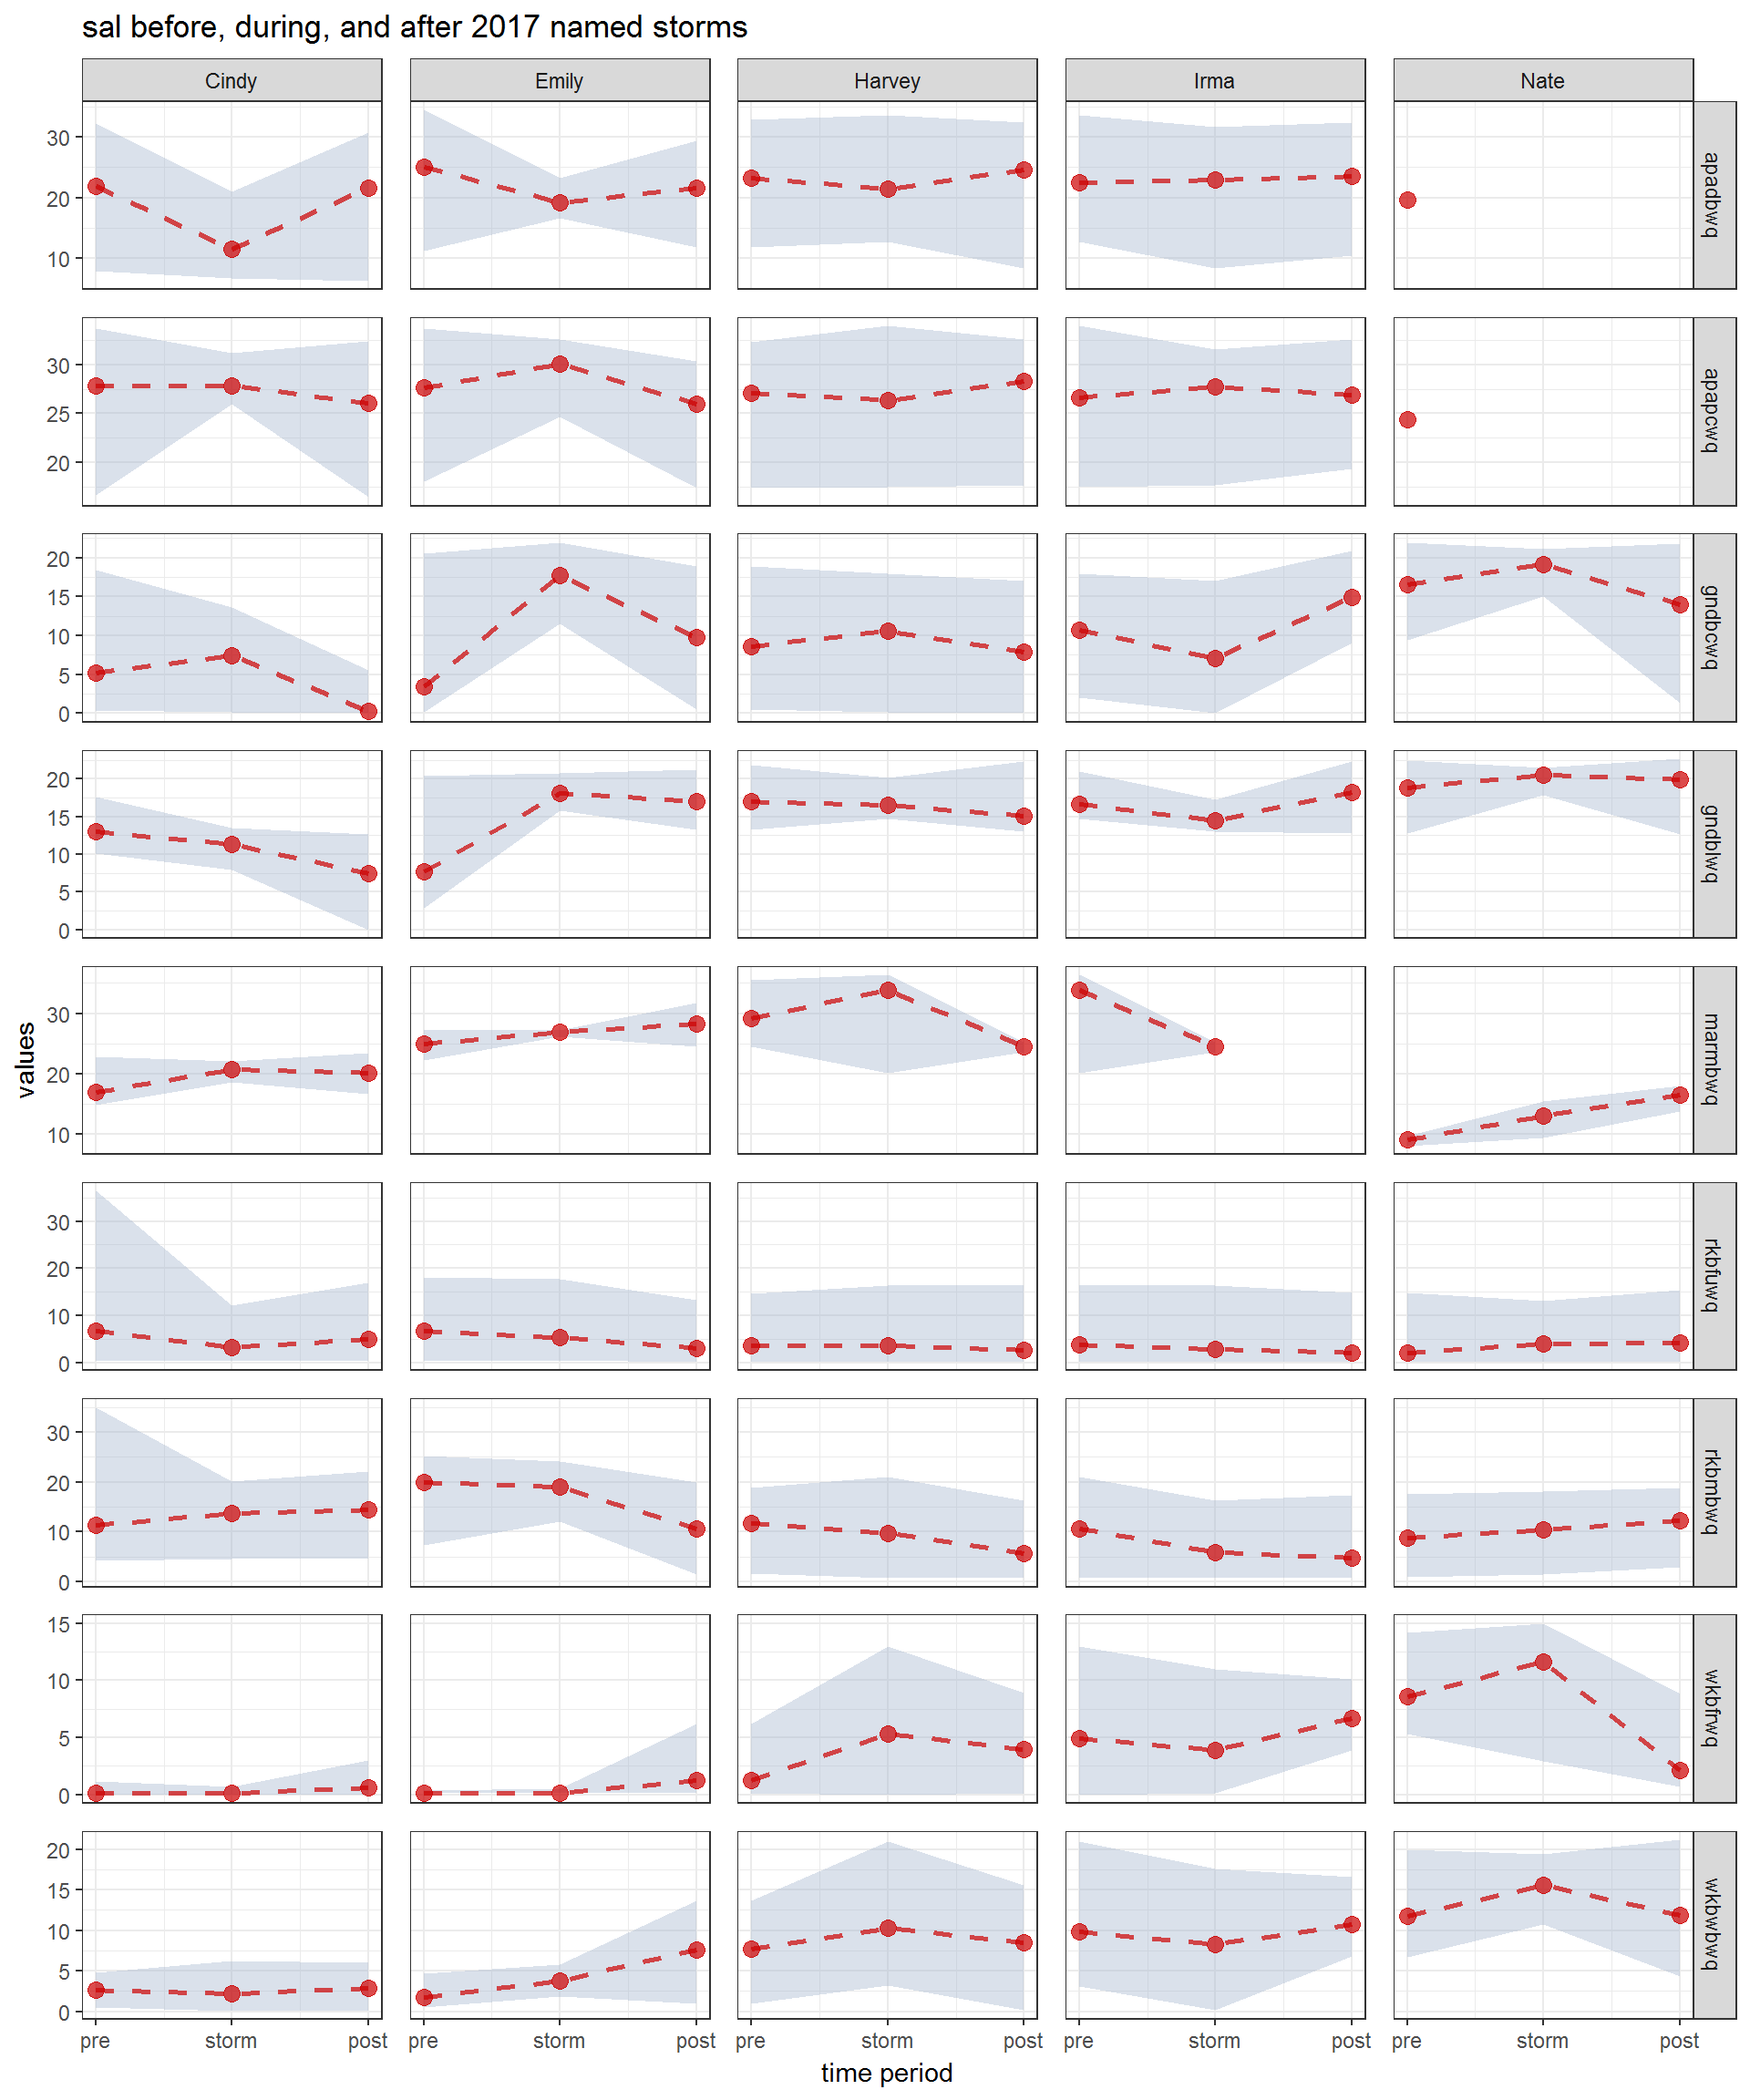 sal before, during, and after 2017 named storms
Cindy Emily Harvey Irma Nate
30
20
10
apadbwq
30
25
20
apapcwq
20
15
10
5
0
gndbcwq
20
15
10
5
0
gndblwq
30
20
10
marmbwq
30
20
10
0
rkbfuwq
30
20
10
0
rkbmbwq
15
10
5
0
wkbfrwq
20
15
10
5
0
wkbwbwq
values
pre storm post pre storm post pre storm post pre storm post pre storm post
time period